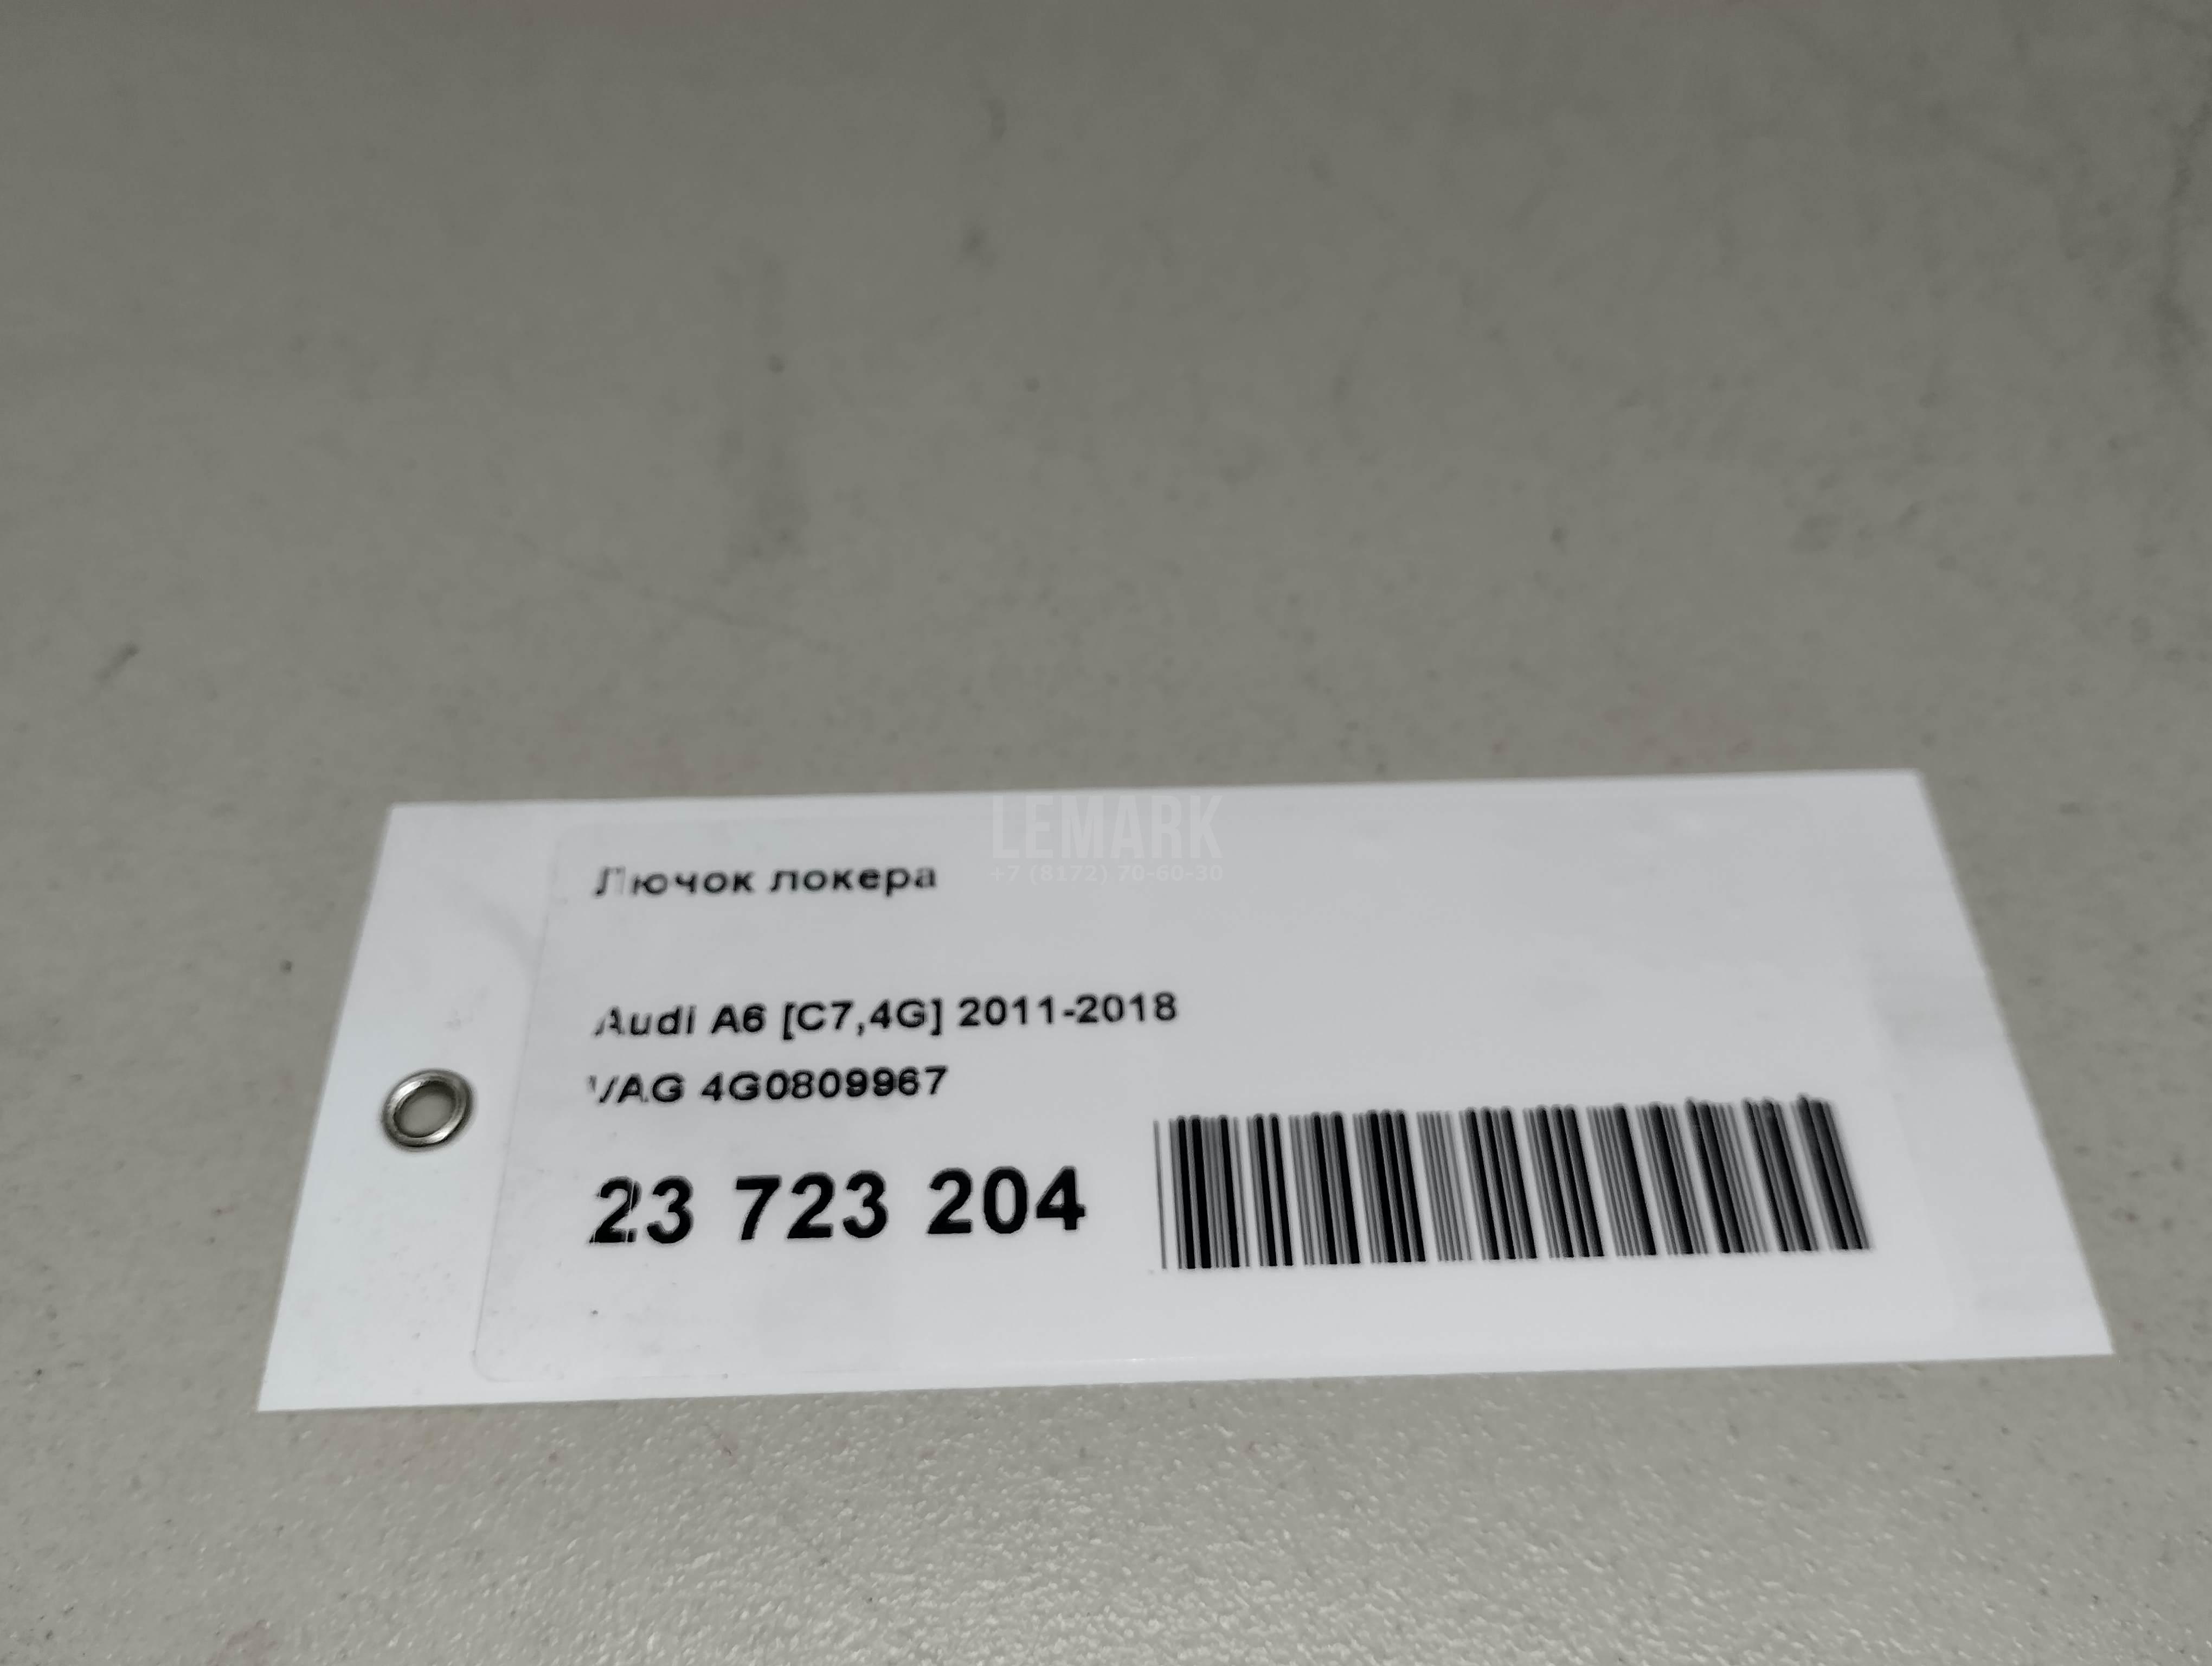 LEMARK
+7 (8172) 70-60-30
Лючок локера
Audi A6 [C7,4G] 2011-2018
VAG 4G0809967
23 723 204